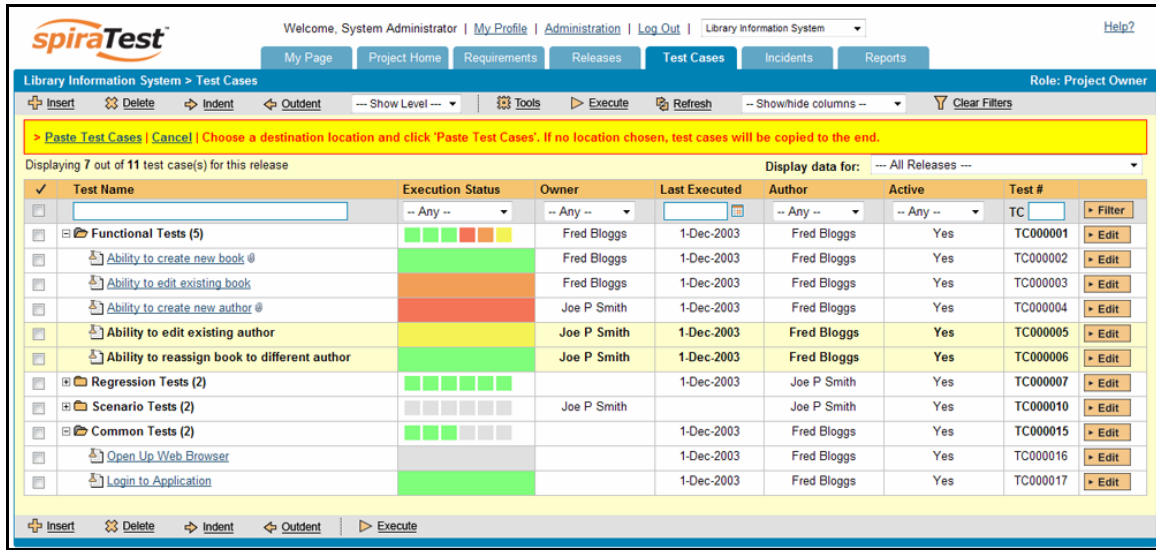 spiraTest
Welcome, System Administrator | My Profile | Administration | Log Out | Library Information System
Help?
My Page Project Home Requirements Releases Test Cases Incidents Reports
Library Information System > Test Cases
Role: Project Owner
Insert Delete Indent Outdent --- Show Level --- Tools Execute Refresh -- Show/hide columns -- Clear Filters
> Paste Test Cases | Cancel | Choose a destination location and click 'Paste Test Cases'. If no location chosen, test cases will be copied to the end.
Displaying 7 out of 11 test case(s) for this release
Display data for: --- All Releases ---
✓ Test Name Execution Status Owner Last Executed Author Active Test #
-- Any -- -- Any -- -- Any -- -- Any -- TC Filter
Functional Tests (5) Fred Bloggs 1-Dec-2003 Fred Bloggs Yes TC000001 Edit
Ability to create new book Fred Bloggs 1-Dec-2003 Fred Bloggs Yes TC000002 Edit
Ability to edit existing book Fred Bloggs 1-Dec-2003 Fred Bloggs Yes TC000003 Edit
Ability to create new author Joe P Smith 1-Dec-2003 Fred Bloggs Yes TC000004 Edit
Ability to edit existing author Joe P Smith 1-Dec-2003 Fred Bloggs Yes TC000005 Edit
Ability to reassign book to different author Joe P Smith 1-Dec-2003 Fred Bloggs Yes TC000006 Edit
Regression Tests (2) 1-Dec-2003 Joe P Smith Yes TC000007 Edit
Scenario Tests (2) Joe P Smith Joe P Smith Yes TC000010 Edit
Common Tests (2) 1-Dec-2003 Fred Bloggs Yes TC000015 Edit
Open Up Web Browser 1-Dec-2003 Fred Bloggs Yes TC000016 Edit
Login to Application 1-Dec-2003 Fred Bloggs Yes TC000017 Edit
Insert Delete Indent Outdent Execute